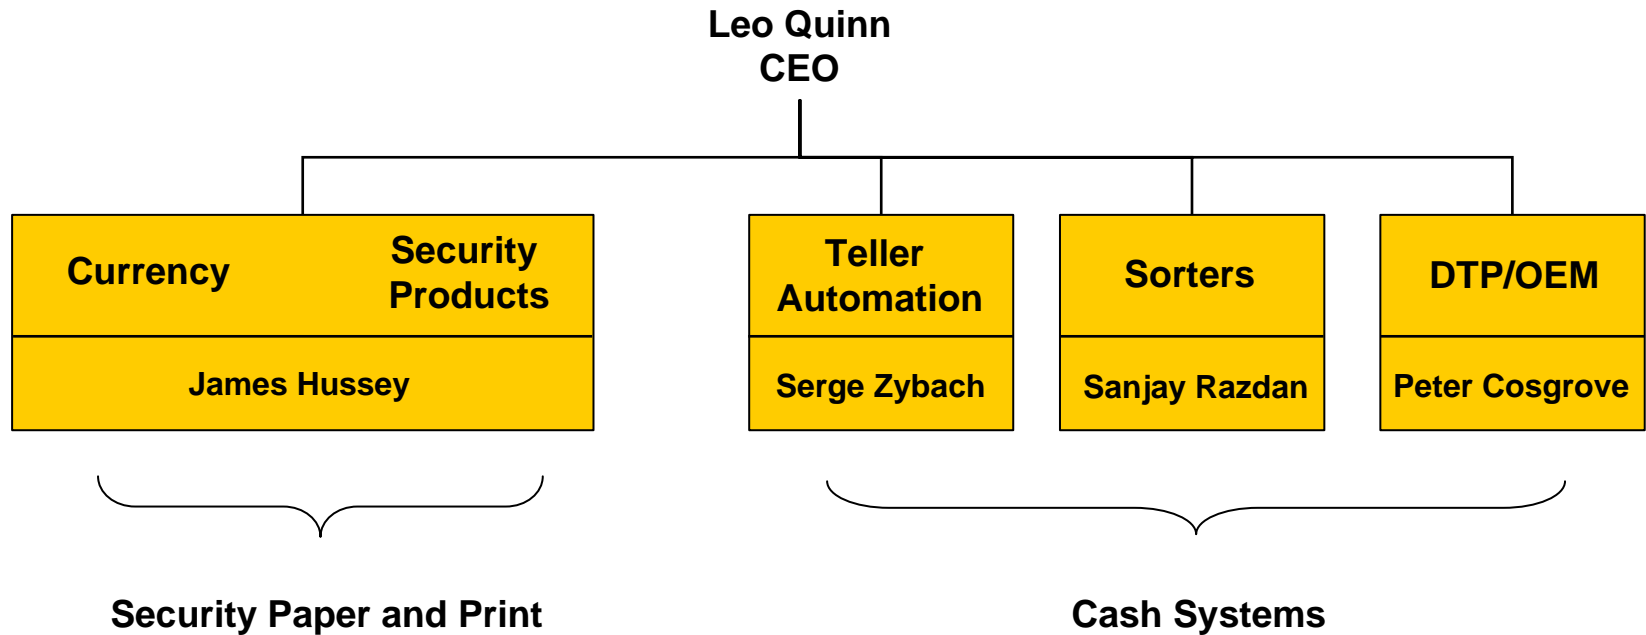 Leo Quinn
CEO
Currency
Security
Products
James Hussey
Teller
Automation
Serge Zybach
Sorters
Sanjay Razdan
DTP/OEM
Peter Cosgrove
Security Paper and Print
Cash Systems